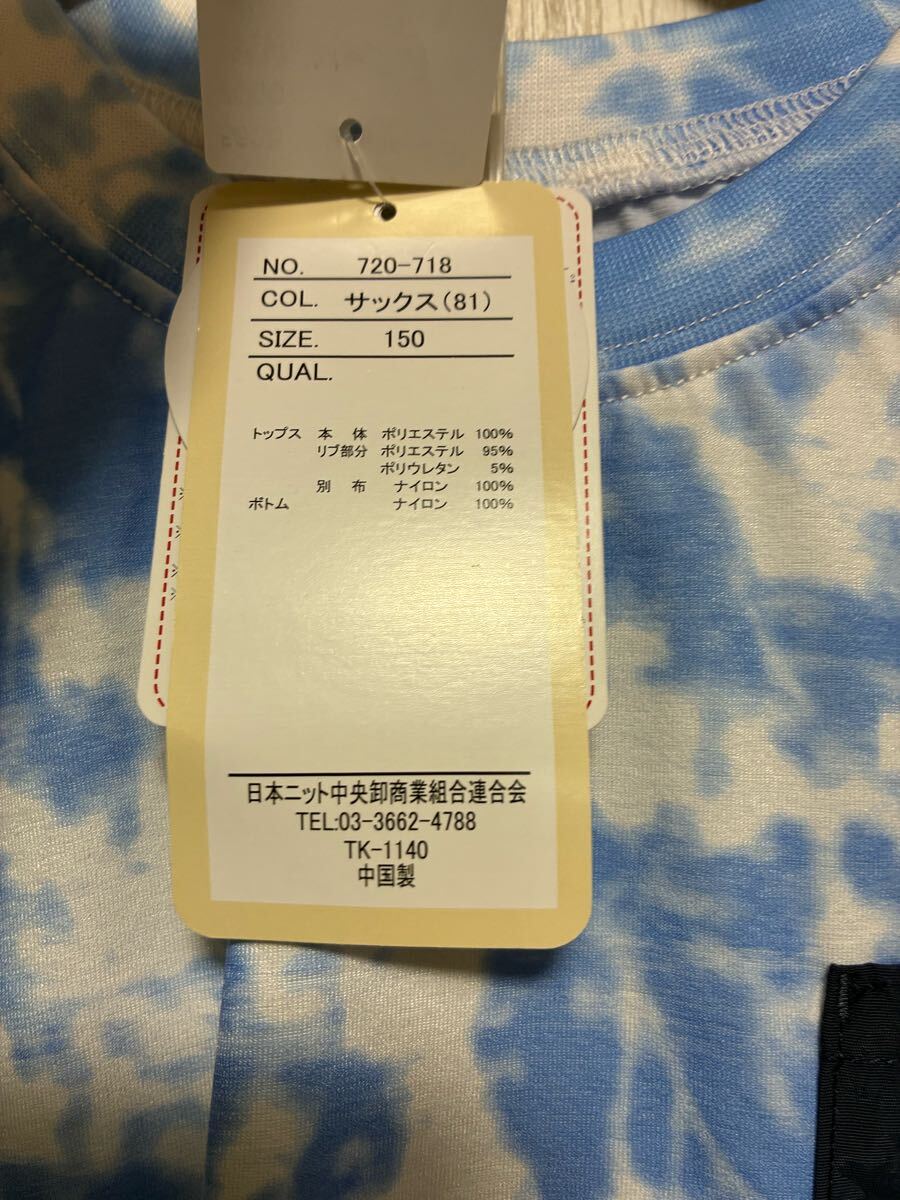 NO. 720-718
COL. サックス(81)
SIZE. 150
QUAL.
トップス 本 体 ポリエステル 100%
リブ部分 ポリエステル 95%
ポリウレタン 5%
別 布 ナイロン 100%
ボトム ナイロン 100%
日本ニット中央卸商業組合連合会
TEL:03-3662-4788
TK-1140
中国製